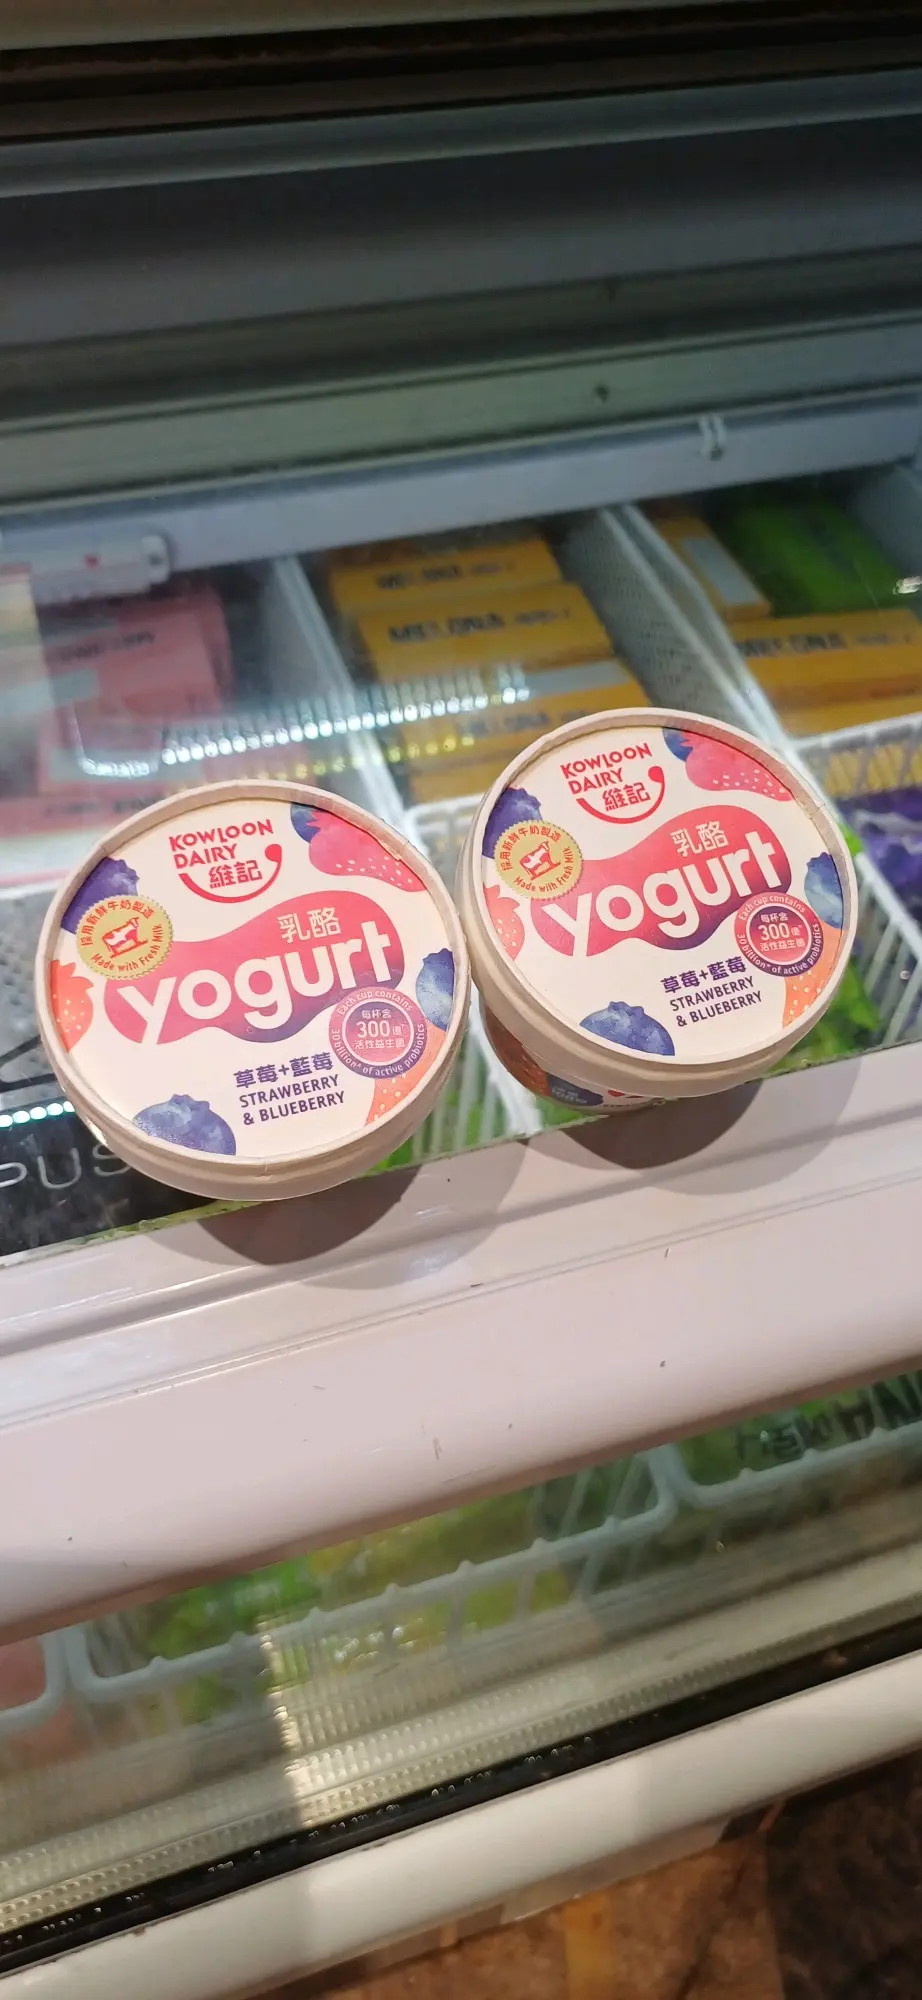 MELONA
MELONA
MELONA
KOWLOON
DAIRY
維記
採用新鮮牛奶製造
Made with Fresh Milk
乳酪
yogurt
Each cup contains
每杯含
300億
活性益生菌
30 billion* of active probiotics
草莓+藍莓
STRAWBERRY
& BLUEBERRY
KOWLOON
DAIRY
維記
採用新鮮牛奶製造
Made with Fresh Milk
乳酪
yogurt
Each cup contains
每杯含
300億*
活性益生菌
30 billion* of active probiotics
草莓+藍莓
STRAWBERRY
& BLUEBERRY
PUS